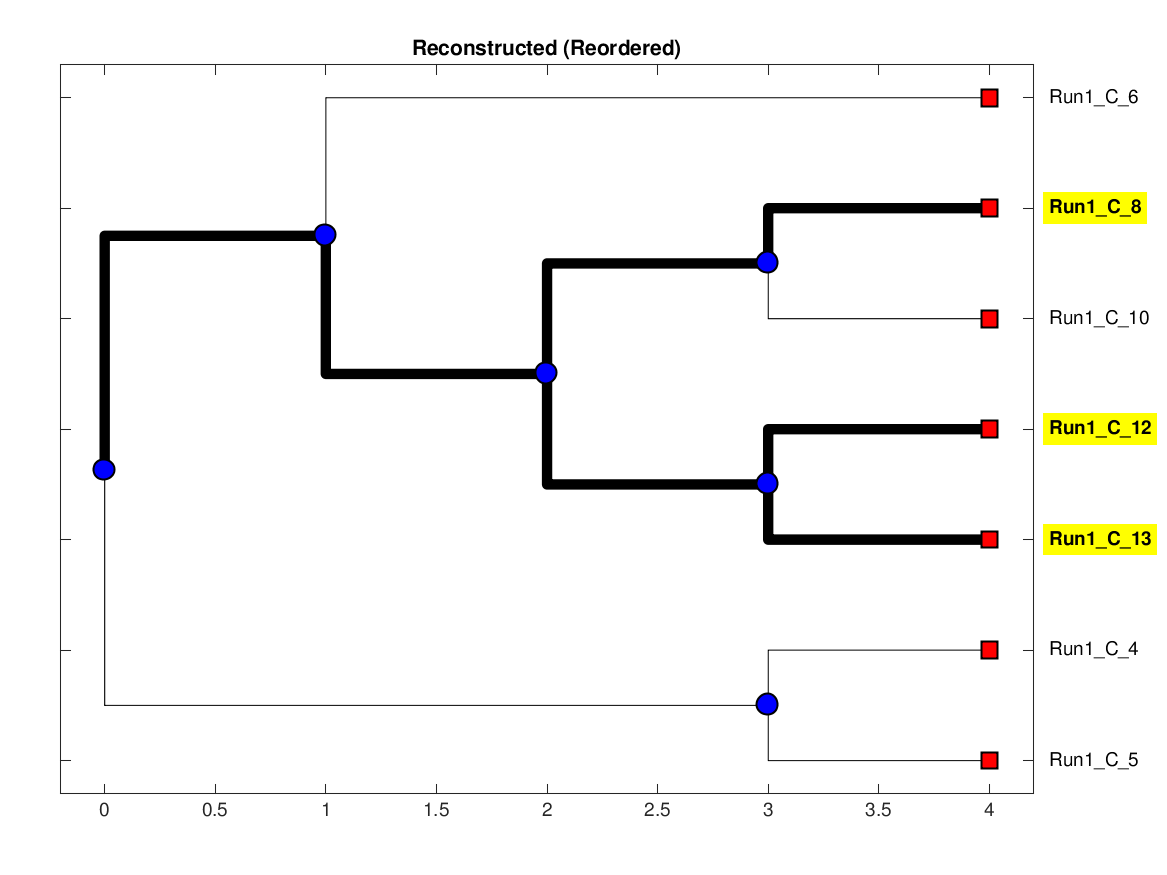 Reconstructed (Reordered)
Run1_C_6
Run1_C_8
Run1_C_10
Run1_C_12
Run1_C_13
Run1_C_4
Run1_C_5
0 0.5 1 1.5 2 2.5 3 3.5 4